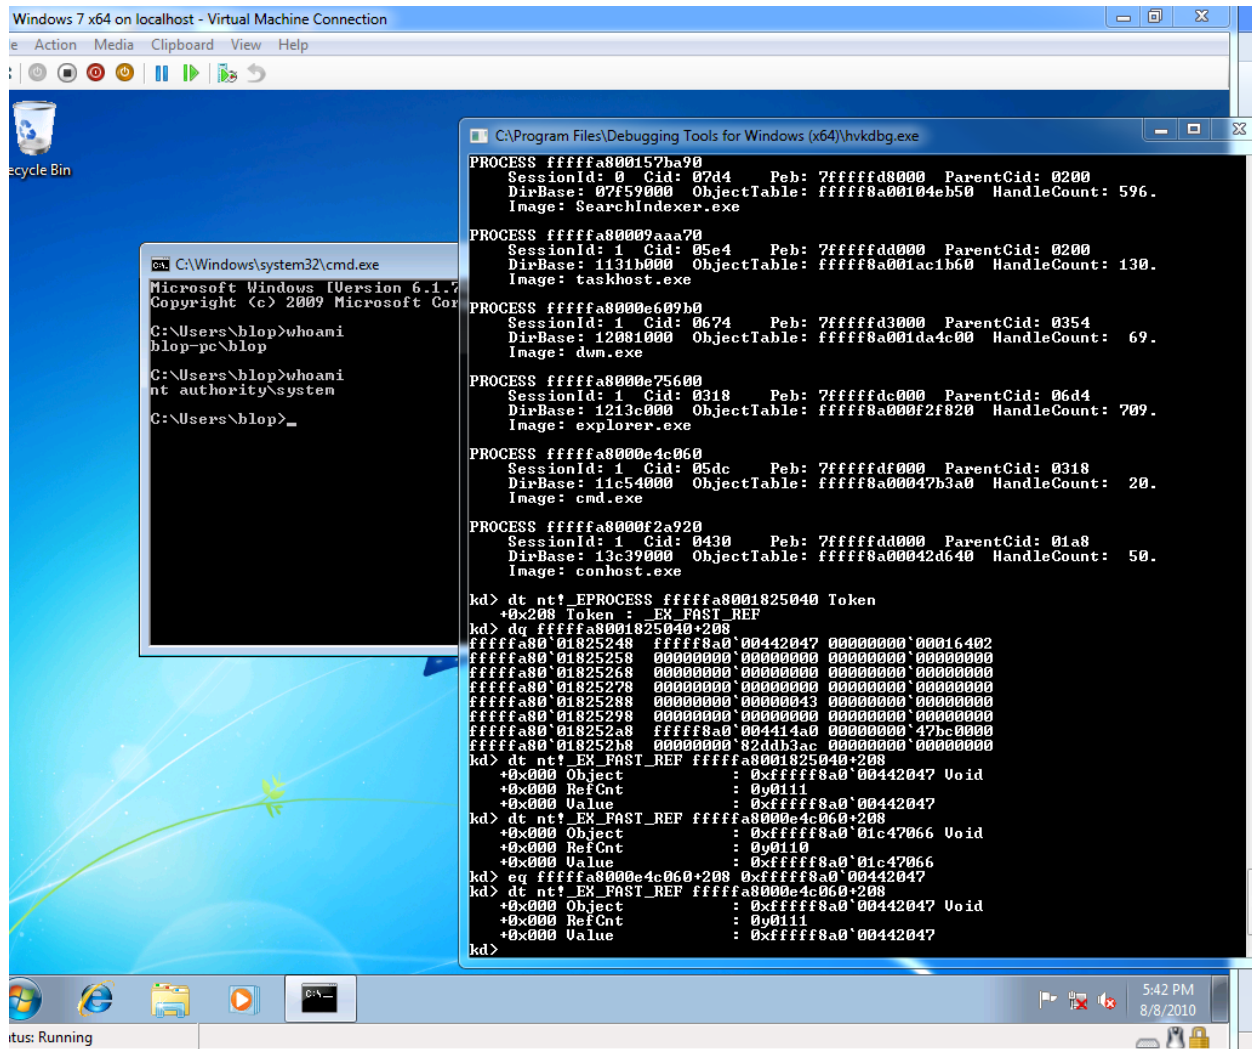 Windows 7 x64 on localhost - Virtual Machine Connection
Action Media Clipboard View Help
ecycle Bin
C:\Windows\system32\cmd.exe
Microsoft Windows [Version 6.1.7
Copyright (c) 2009 Microsoft Cor
C:\Users\blop>whoami
blop-pc\blop
C:\Users\blop>whoami
nt authority\system
C:\Users\blop>_
C:\Program Files\Debugging Tools for Windows (x64)\hvkdbg.exe
PROCESS fffffa800157ba90
SessionId: 0 Cid: 07d4 Peb: 7fffffd8000 ParentCid: 0200
DirBase: 07f59000 ObjectTable: fffff8a00104eb50 HandleCount: 596.
Image: SearchIndexer.exe
PROCESS fffffa80009aaa70
SessionId: 1 Cid: 05e4 Peb: 7fffffdd000 ParentCid: 0200
DirBase: 1131b000 ObjectTable: fffff8a001ac1b60 HandleCount: 130.
Image: taskhost.exe
PROCESS fffffa8000e609b0
SessionId: 1 Cid: 0674 Peb: 7fffffd3000 ParentCid: 0354
DirBase: 12081000 ObjectTable: fffff8a001da4c00 HandleCount: 69.
Image: dwm.exe
PROCESS fffffa8000e75600
SessionId: 1 Cid: 0318 Peb: 7fffffdc000 ParentCid: 06d4
DirBase: 1213c000 ObjectTable: fffff8a000f2f820 HandleCount: 709.
Image: explorer.exe
PROCESS fffffa8000e4c060
SessionId: 1 Cid: 05dc Peb: 7fffffdf000 ParentCid: 0318
DirBase: 11c54000 ObjectTable: fffff8a00047b3a0 HandleCount: 20.
Image: cmd.exe
PROCESS fffffa8000f2a920
SessionId: 1 Cid: 0430 Peb: 7fffffdd000 ParentCid: 01a8
DirBase: 13c39000 ObjectTable: fffff8a00042d640 HandleCount: 50.
Image: conhost.exe
kd> dt nt!_EPROCESS fffffa8001825040 Token
+0x208 Token : _EX_FAST_REF
kd> dq fffffa8001825040+208
fffffa80`01825248 fffff8a0`00442047 00000000`00016402
fffffa80`01825258 00000000`00000000 00000000`00000000
fffffa80`01825268 00000000`00000000 00000000`00000000
fffffa80`01825278 00000000`00000000 00000000`00000000
fffffa80`01825288 00000000`00000043 00000000`00000000
fffffa80`01825298 00000000`00000000 00000000`00000000
fffffa80`018252a8 fffff8a0`004414a0 00000000`47bc0000
fffffa80`018252b8 00000000`82ddb3ac 00000000`00000000
kd> dt nt!_EX_FAST_REF fffffa8001825040+208
+0x000 Object : 0xfffff8a0`00442047 Void
+0x000 RefCnt : 0y0111
+0x000 Value : 0xfffff8a0`00442047
kd> dt nt!_EX_FAST_REF fffffa8000e4c060+208
+0x000 Object : 0xfffff8a0`01c47066 Void
+0x000 RefCnt : 0y0110
+0x000 Value : 0xfffff8a0`01c47066
kd> eq fffffa8000e4c060+208 0xfffff8a0`00442047
kd> dt nt!_EX_FAST_REF fffffa8000e4c060+208
+0x000 Object : 0xfffff8a0`00442047 Void
+0x000 RefCnt : 0y0111
+0x000 Value : 0xfffff8a0`00442047
kd>
5:42 PM
8/8/2010
atus: Running